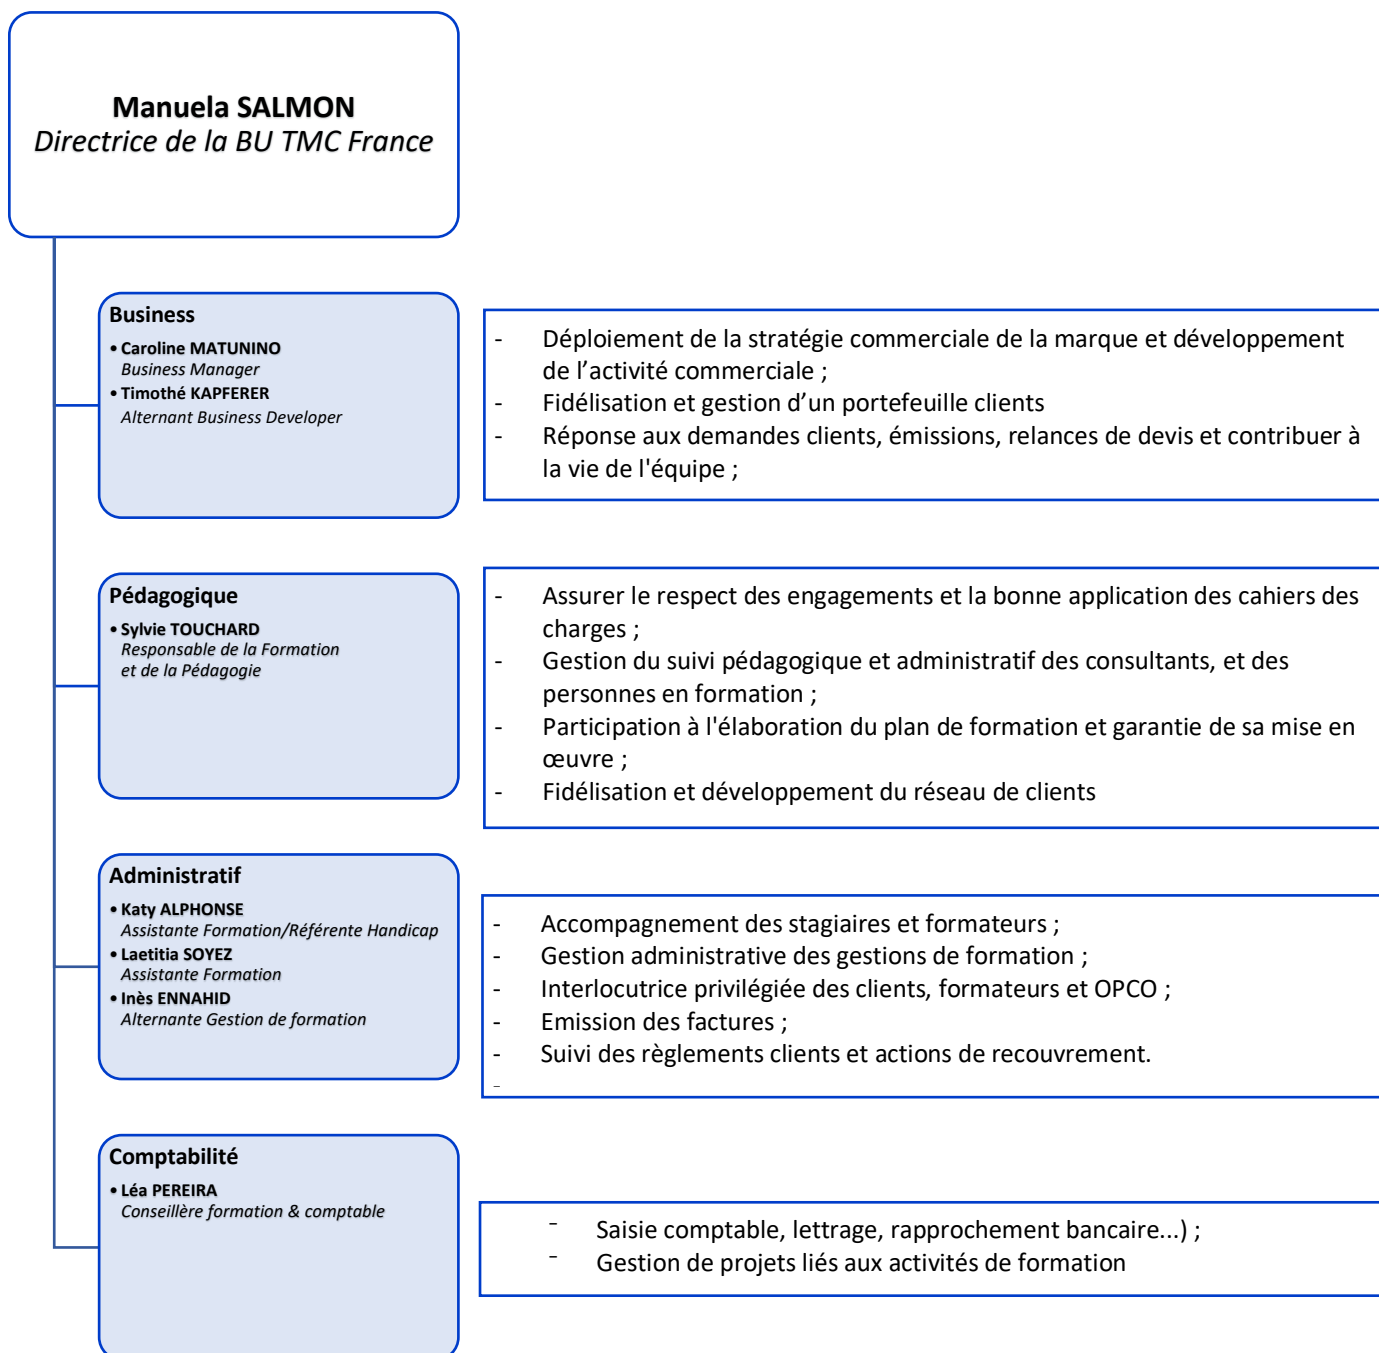 Manuela SALMON
Directrice de la BU TMC France
Business
• Caroline MATUNINO
Business Manager
• Timothé KAPFERER
Alternant Business Developer
- Déploiement de la stratégie commerciale de la marque et développement
de l’activité commerciale ;
- Fidélisation et gestion d’un portefeuille clients
- Réponse aux demandes clients, émissions, relances de devis et contribuer à
la vie de l'équipe ;
Pédagogique
• Sylvie TOUCHARD
Responsable de la Formation
et de la Pédagogie
- Assurer le respect des engagements et la bonne application des cahiers des
charges ;
- Gestion du suivi pédagogique et administratif des consultants, et des
personnes en formation ;
- Participation à l'élaboration du plan de formation et garantie de sa mise en
œuvre ;
- Fidélisation et développement du réseau de clients
Administratif
• Katy ALPHONSE
Assistante Formation/Référente Handicap
• Laetitia SOYEZ
Assistante Formation
• Inès ENNAHID
Alternante Gestion de formation
- Accompagnement des stagiaires et formateurs ;
- Gestion administrative des gestions de formation ;
- Interlocutrice privilégiée des clients, formateurs et OPCO ;
- Emission des factures ;
- Suivi des règlements clients et actions de recouvrement.
-
Comptabilité
• Léa PEREIRA
Conseillère formation & comptable
- Saisie comptable, lettrage, rapprochement bancaire...) ;
- Gestion de projets liés aux activités de formation